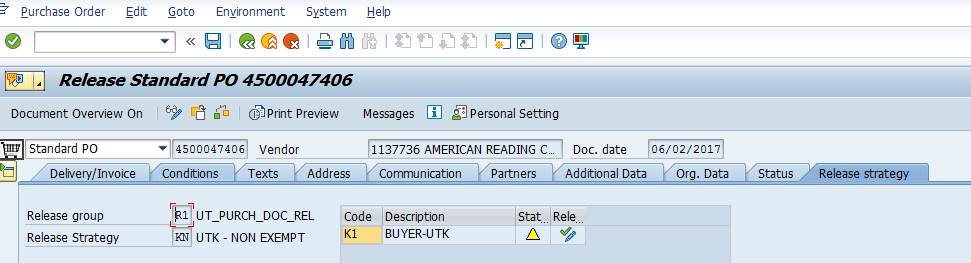 Purchase Order Edit Goto Environment System Help
Release Standard PO 4500047406
Document Overview On Print Preview Messages Personal Setting
Standard PO 4500047406 Vendor 1137736 AMERICAN READING C... Doc. date 06/02/2017
Delivery/Invoice Conditions Texts Address Communication Partners Additional Data Org. Data Status Release strategy
Release group R1 UT_PURCH_DOC_REL Code Description Stat... Rele...
Release Strategy KN UTK - NON EXEMPT K1 BUYER-UTK